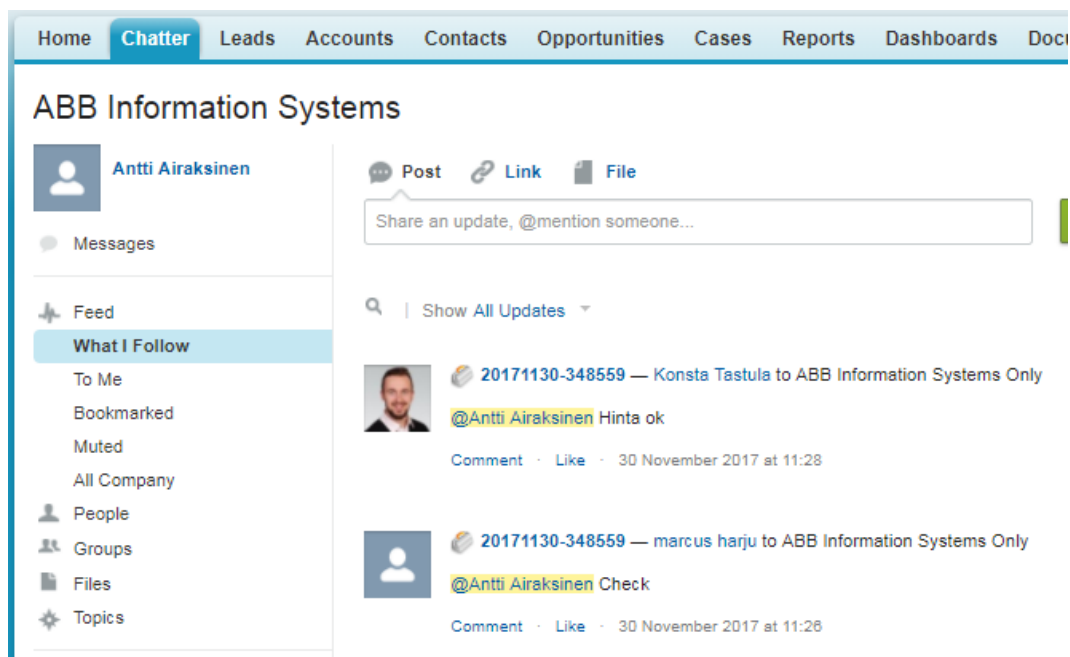 Home Chatter Leads Accounts Contacts Opportunities Cases Reports Dashboards
ABB Information Systems
Antti Airaksinen
Messages
Feed
What I Follow
To Me
Bookmarked
Muted
All Company
People
Groups
Files
Topics
Post Link File
Share an update, @mention someone...
Show All Updates
20171130-348559 — Konsta Tastula to ABB Information Systems Only
@Antti Airaksinen Hinta ok
Comment · Like · 30 November 2017 at 11:28
20171130-348559 — marcus harju to ABB Information Systems Only
@Antti Airaksinen Check
Comment · Like · 30 November 2017 at 11:26